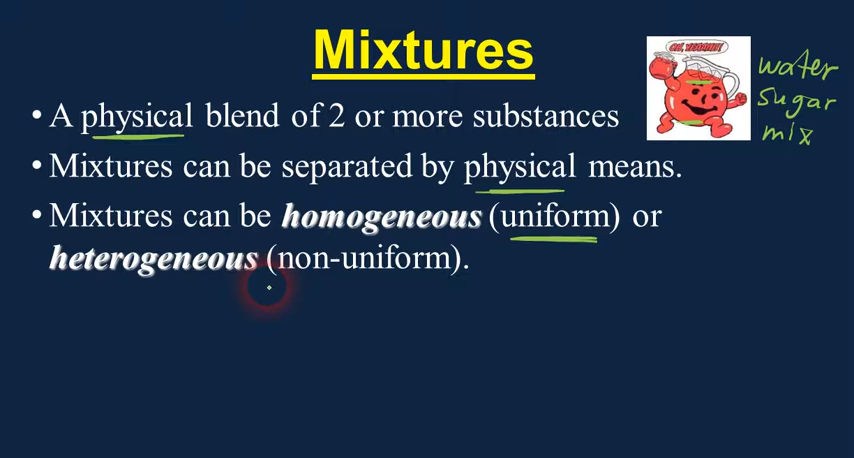 Mixtures
• A physical blend of 2 or more substances
• Mixtures can be separated by physical means.
• Mixtures can be homogeneous (uniform) or
heterogeneous (non-uniform).
water
sugar
mix